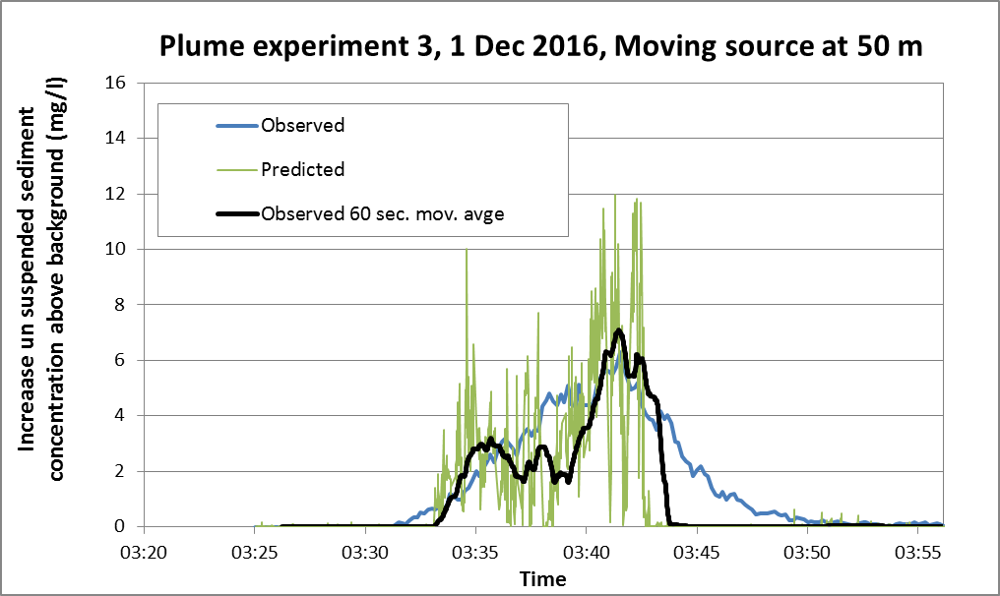 Plume experiment 3, 1 Dec 2016, Moving source at 50 m
Increaase un suspended sediment
concentration above background (mg/l)
16
14
12
10
8
6
4
2
0
Observed
Predicted
Observed 60 sec. mov. avge
03:20 03:25 03:30 03:35 03:40 03:45 03:50 03:55
Time